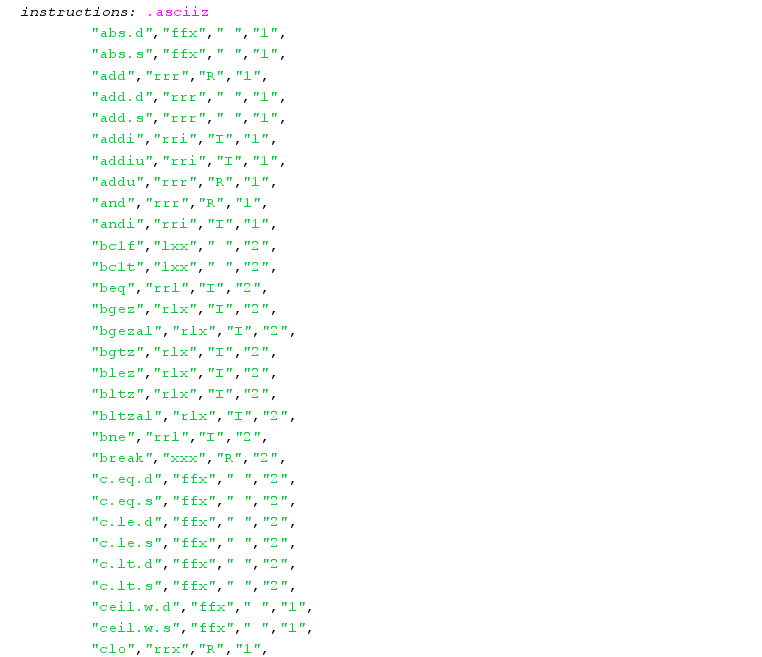 instructions: .asciiz
"abs.d","ffx"," ","1",
"abs.s","ffx"," ","1",
"add","rrr","R","1",
"add.d","rrr"," ","1",
"add.s","rrr"," ","1",
"addi","rri","I","1",
"addiu","rri","I","1",
"addu","rrr","R","1",
"and","rrr","R","1",
"andi","rri","I","1",
"bc1f","lxx"," ","2",
"bc1t","lxx"," ","2",
"beq","rrl","I","2",
"bgez","rlx","I","2",
"bgezal","rlx","I","2",
"bgtz","rlx","I","2",
"blez","rlx","I","2",
"bltz","rlx","I","2",
"bltzal","rlx","I","2",
"bne","rrl","I","2",
"break","xxx","R","2",
"c.eq.d","ffx"," ","2",
"c.eq.s","ffx"," ","2",
"c.le.d","ffx"," ","2",
"c.le.s","ffx"," ","2",
"c.lt.d","ffx"," ","2",
"c.lt.s","ffx"," ","2",
"ceil.w.d","ffx"," ","1",
"ceil.w.s","ffx"," ","1",
"clo","rrx","R","1",